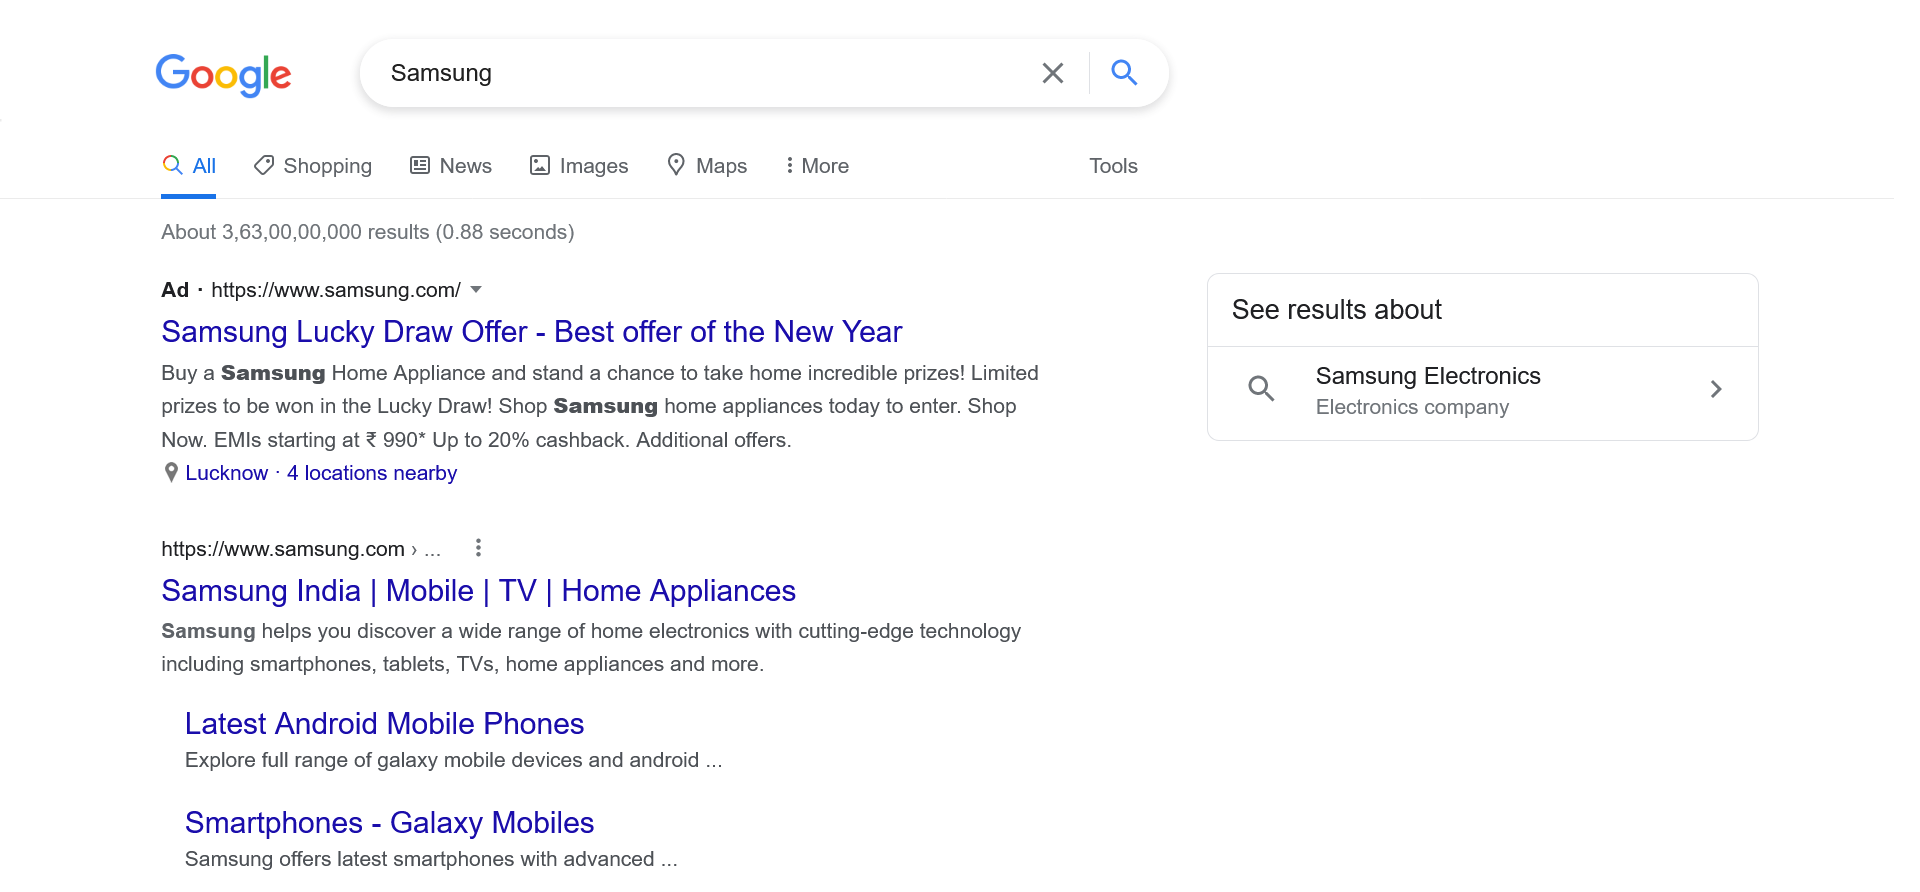 Google
Samsung
All
Shopping
News
Images
Maps
More
Tools
About 3,63,00,00,000 results (0.88 seconds)
Ad · https://www.samsung.com/
Samsung Lucky Draw Offer - Best offer of the New Year
Buy a Samsung Home Appliance and stand a chance to take home incredible prizes! Limited
prizes to be won in the Lucky Draw! Shop Samsung home appliances today to enter. Shop
Now. EMIs starting at ₹ 990* Up to 20% cashback. Additional offers.
Lucknow · 4 locations nearby
https://www.samsung.com › ...
Samsung India | Mobile | TV | Home Appliances
Samsung helps you discover a wide range of home electronics with cutting-edge technology
including smartphones, tablets, TVs, home appliances and more.
Latest Android Mobile Phones
Explore full range of galaxy mobile devices and android ...
Smartphones - Galaxy Mobiles
Samsung offers latest smartphones with advanced ...
See results about
Samsung Electronics
Electronics company